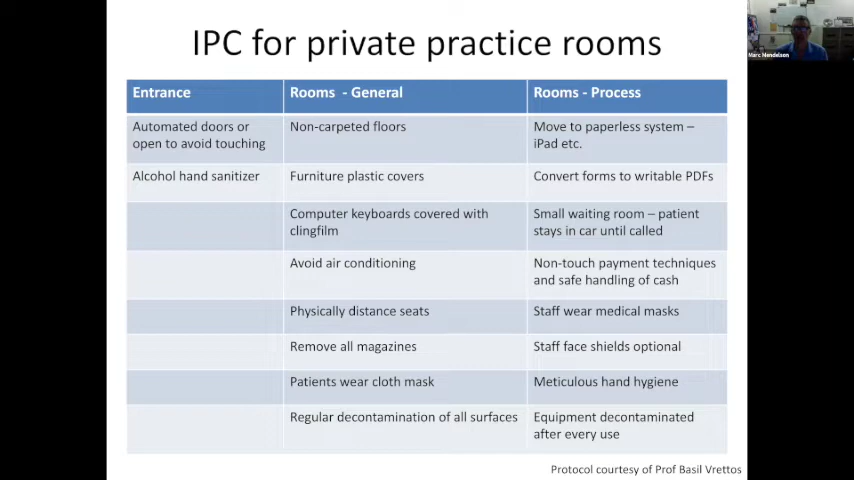 IPC for private practice rooms
Marc Mendelson
Entrance
Rooms - General
Rooms - Process
Automated doors or
open to avoid touching
Non-carpeted floors
Move to paperless system –
iPad etc.
Alcohol hand sanitizer
Furniture plastic covers
Convert forms to writable PDFs
Computer keyboards covered with
clingfilm
Small waiting room – patient
stays in car until called
Avoid air conditioning
Non-touch payment techniques
and safe handling of cash
Physically distance seats
Staff wear medical masks
Remove all magazines
Staff face shields optional
Patients wear cloth mask
Meticulous hand hygiene
Regular decontamination of all surfaces
Equipment decontaminated
after every use
Protocol courtesy of Prof Basil Vrettos